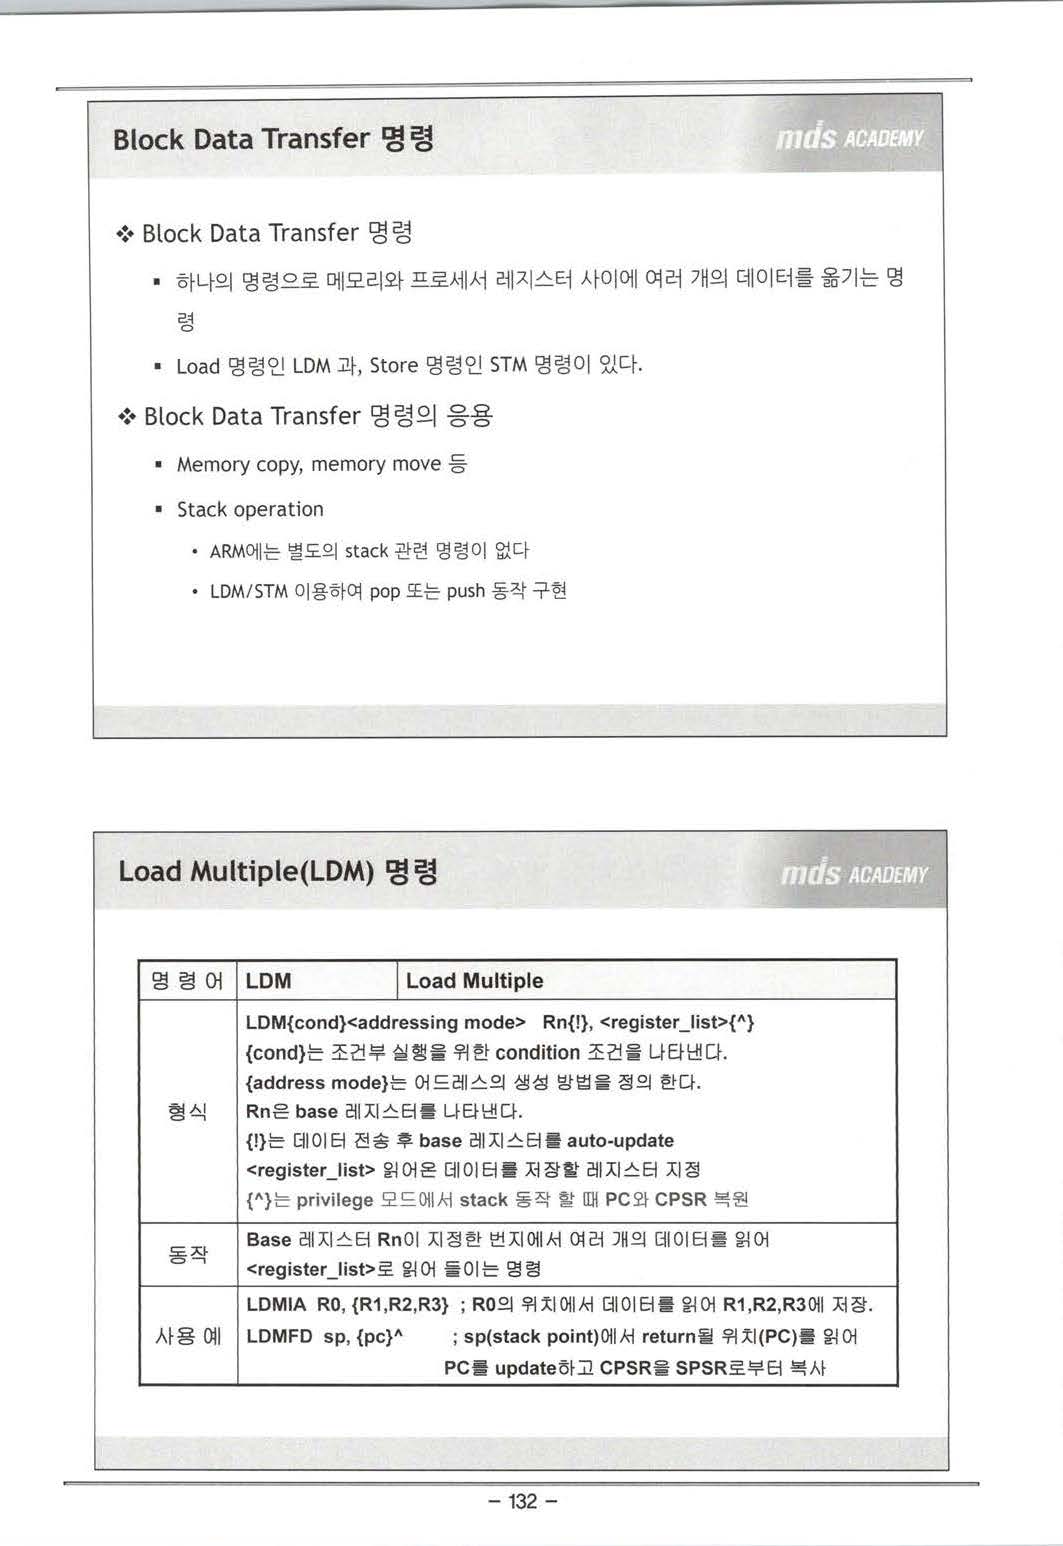 Block Data Transfer 명령
mds ACADEMY
❖ Block Data Transfer 명령
▪ 하나의 명령으로 메모리와 프로세서 레지스터 사이에 여러 개의 데이터를 옮기는 명
령
▪ Load 명령인 LDM 과, Store 명령인 STM 명령이 있다.
❖ Block Data Transfer 명령의 응용
▪ Memory copy, memory move 등
▪ Stack operation
• ARM에는 별도의 stack 관련 명령이 없다
• LDM/STM 이용하여 pop 또는 push 동작 구현
Load Multiple(LDM) 명령
mds ACADEMY
명 령 어 LDM Load Multiple
형식
LDM{cond}<addressing mode> Rn{!}, <register_list>{^}
{cond}는 조건부 실행을 위한 condition 조건을 나타낸다.
{address mode}는 어드레스의 생성 방법을 정의 한다.
Rn은 base 레지스터를 나타낸다.
{!}는 데이터 전송 후 base 레지스터를 auto-update
<register_list> 읽어온 데이터를 저장할 레지스터 지정
{^}는 privilege 모드에서 stack 동작 할 때 PC와 CPSR 복원
동작
Base 레지스터 Rn이 지정한 번지에서 여러 개의 데이터를 읽어
<register_list>로 읽어 들이는 명령
사용 예
LDMIA R0, {R1,R2,R3} ; R0의 위치에서 데이터를 읽어 R1,R2,R3에 저장.
LDMFD sp, {pc}^ ; sp(stack point)에서 return될 위치(PC)를 읽어
PC를 update하고 CPSR을 SPSR로부터 복사
- 132 -